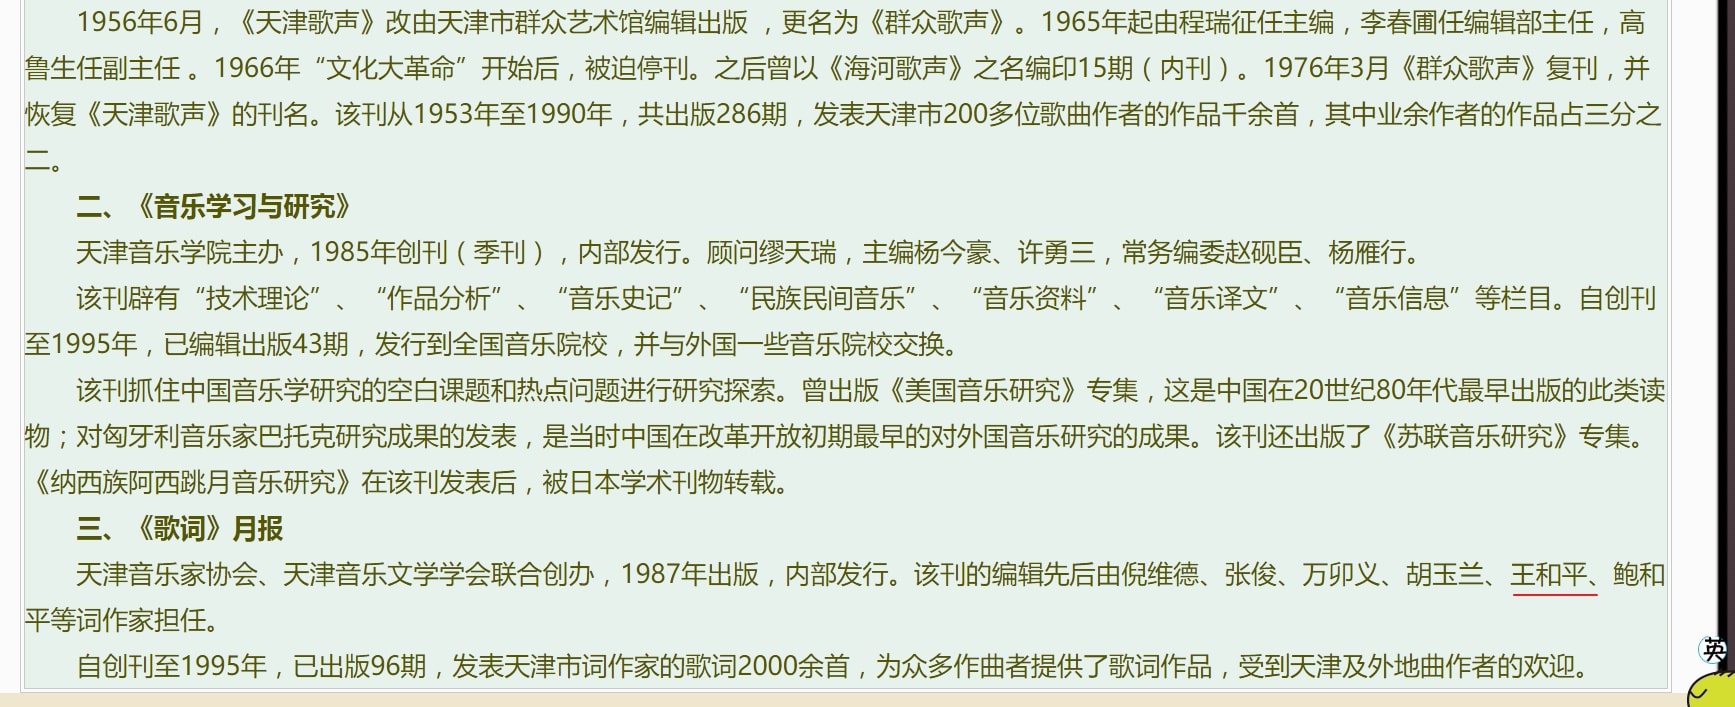 1956年6月，《天津歌声》改由天津市群众艺术馆编辑出版 ，更名为《群众歌声》。1965年起由程瑞征任主编，李春圃任编辑部主任，高
鲁生任副主任 。1966年“文化大革命”开始后，被迫停刊。之后曾以《海河歌声》之名编印15期（内刊）。1976年3月《群众歌声》复刊，并
恢复《天津歌声》的刊名。该刊从1953年至1990年，共出版286期，发表天津市200多位歌曲作者的作品千余首，其中业余作者的作品占三分之
二。
二、《音乐学习与研究》
天津音乐学院主办，1985年创刊（季刊），内部发行。顾问缪天瑞，主编杨今豪、许勇三，常务编委赵砚臣、杨雁行。
该刊辟有“技术理论”、“作品分析”、“音乐史记”、“民族民间音乐”、“音乐资料”、“音乐译文”、“音乐信息”等栏目。自创刊
至1995年，已编辑出版43期，发行到全国音乐院校，并与外国一些音乐院校交换。
该刊抓住中国音乐学研究的空白课题和热点问题进行研究探索。曾出版《美国音乐研究》专集，这是中国在20世纪80年代最早出版的此类读
物；对匈牙利音乐家巴托克研究成果的发表，是当时中国在改革开放初期最早的对外国音乐研究的成果。该刊还出版了《苏联音乐研究》专集。
《纳西族阿西跳月音乐研究》在该刊发表后，被日本学术刊物转载。
三、《歌词》月报
天津音乐家协会、天津音乐文学学会联合创办，1987年出版，内部发行。该刊的编辑先后由倪维德、张俊、万卯义、胡玉兰、王和平、鲍和
平等词作家担任。
自创刊至1995年，已出版96期，发表天津市词作家的歌词2000余首，为众多作曲者提供了歌词作品，受到天津及外地曲作者的欢迎。
英